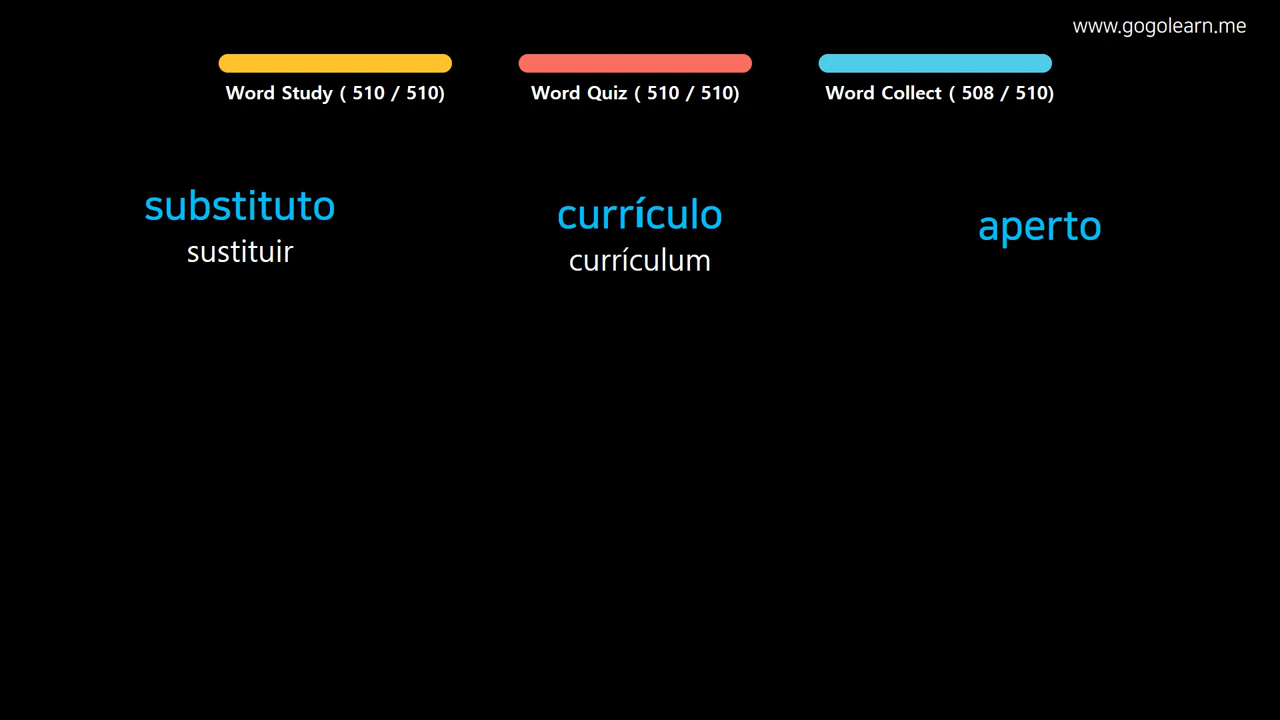 www.gogolearn.me
Word Study ( 510 / 510)
Word Quiz ( 510 / 510)
Word Collect ( 508 / 510)
substituto
sustituir
currículo
currículum
aperto